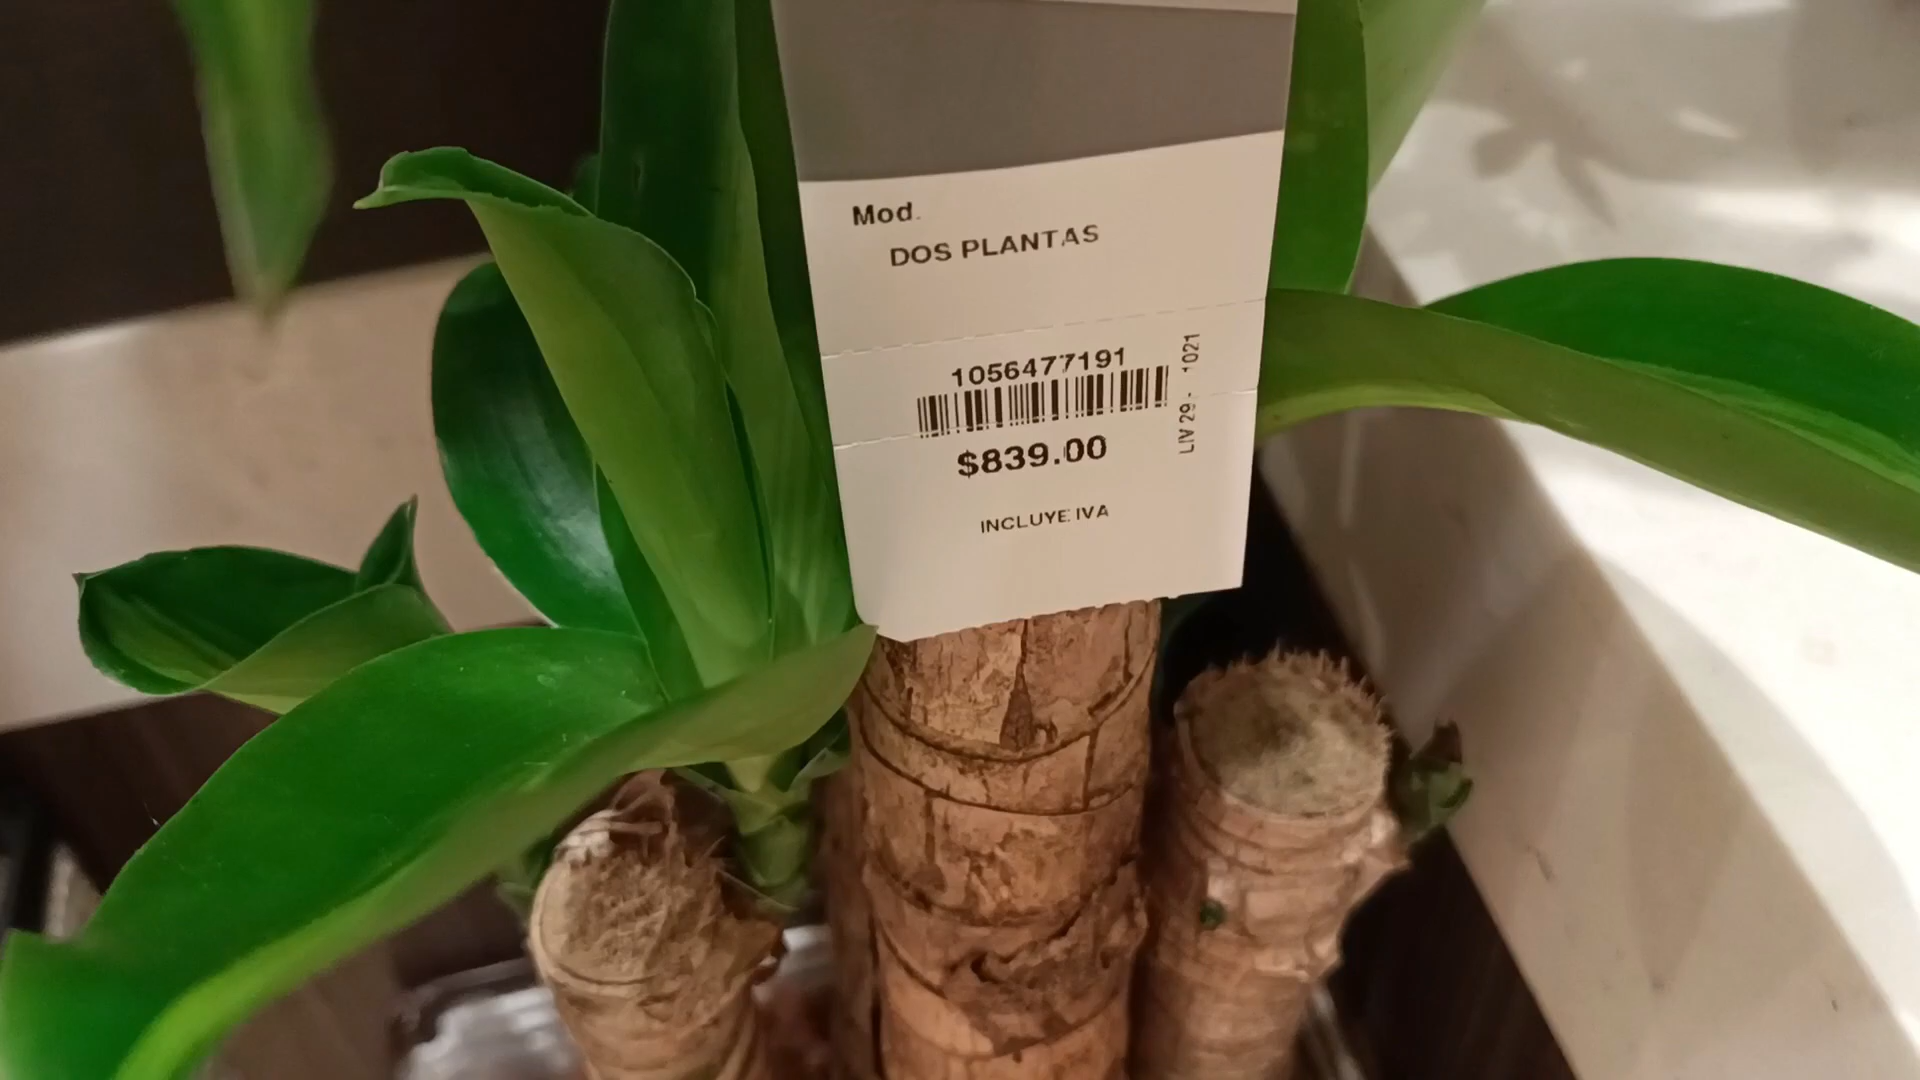 Mod.
DOS PLANTAS
1056477191
LIV 29 - 1021
$839.00
INCLUYE IVA